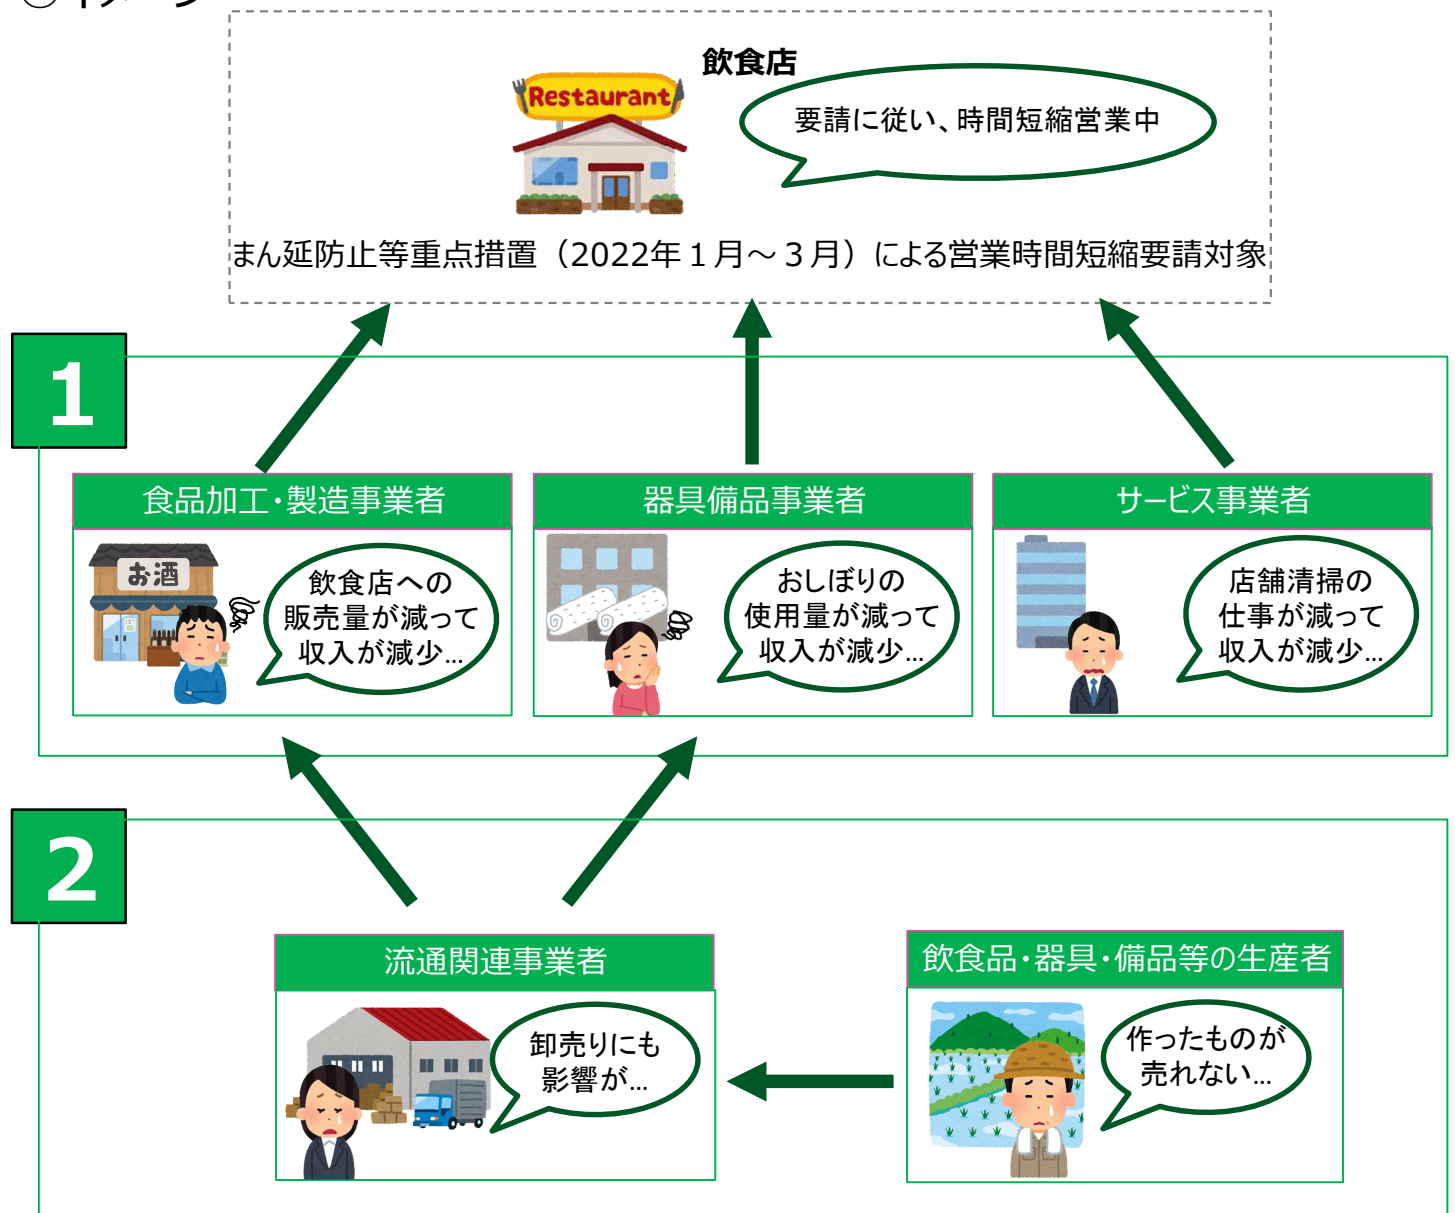 飲食店
Restaurant
要請に従い、時間短縮営業中
まん延防止等重点措置（2022年１月～３月）による営業時間短縮要請対象
1
食品加工・製造事業者
お酒
飲食店への
販売量が減って
収入が減少…
器具備品事業者
おしぼりの
使用量が減って
収入が減少…
サービス事業者
店舗清掃の
仕事が減って
収入が減少…
2
流通関連事業者
卸売りにも
影響が…
飲食品・器具・備品等の生産者
作ったものが
売れない…